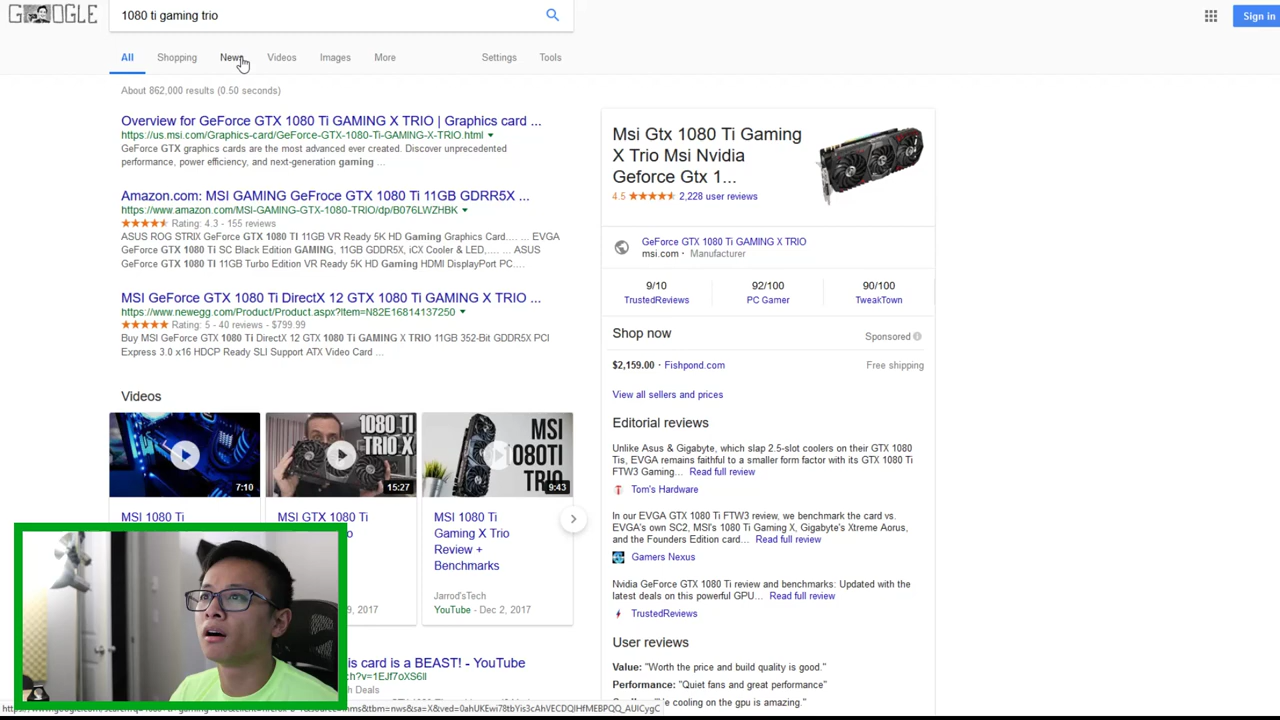 GOOGLE
1080 ti gaming trio
Sign in
All
Shopping
News
Videos
Images
More
Settings
Tools
About 862,000 results (0.50 seconds)
Overview for GeForce GTX 1080 Ti GAMING X TRIO | Graphics card ...
https://us.msi.com/Graphics-card/GeForce-GTX-1080-Ti-GAMING-X-TRIO.html
GeForce GTX graphics cards are the most advanced ever created. Discover unprecedented
performance, power efficiency, and next-generation gaming ...
Amazon.com: MSI GAMING GeFroce GTX 1080 Ti 11GB GDRR5X ...
https://www.amazon.com/MSI-GAMING-GTX-1080-TRIO/dp/B076LWZHBK
Rating: 4.3 - 155 reviews
ASUS ROG STRIX GeForce GTX 1080 TI 11GB VR Ready 5K HD Gaming Graphics Card.... ... EVGA
GeForce GTX 1080 Ti SC Black Edition GAMING, 11GB GDDR5X, iCX Cooler & LED,.... ... ASUS
GeForce GTX 1080 TI 11GB Turbo Edition VR Ready 5K HD Gaming HDMI DisplayPort PC....
MSI GeForce GTX 1080 Ti DirectX 12 GTX 1080 Ti GAMING X TRIO ...
https://www.newegg.com/Product/Product.aspx?Item=N82E16814137250
Rating: 5 - 40 reviews - $799.99
Buy MSI GeForce GTX 1080 Ti DirectX 12 GTX 1080 Ti GAMING X TRIO 11GB 352-Bit GDDR5X PCI
Express 3.0 x16 HDCP Ready SLI Support ATX Video Card ...
Videos
7:10
1080 TI
TRIO X
15:27
MSI
1080TI
TRIO
9:43
MSI 1080 Ti
MSI GTX 1080 Ti
MSI 1080 Ti
Gaming X Trio
Review +
Benchmarks
9, 2017
Jarrod'sTech
YouTube - Dec 2, 2017
is card is a BEAST! - YouTube
ch?v=1EJf7oXS6lI
h Deals
Msi Gtx 1080 Ti Gaming
X Trio Msi Nvidia
Geforce Gtx 1...
4.5 2,228 user reviews
GeForce GTX 1080 Ti GAMING X TRIO
msi.com · Manufacturer
9/10
TrustedReviews
92/100
PC Gamer
90/100
TweakTown
Shop now
Sponsored
$2,159.00 · Fishpond.com
Free shipping
View all sellers and prices
Editorial reviews
Unlike Asus & Gigabyte, which slap 2.5-slot coolers on their GTX 1080
Tis, EVGA remains faithful to a smaller form factor with its GTX 1080 Ti
FTW3 Gaming... Read full review
Tom's Hardware
In our EVGA GTX 1080 Ti FTW3 review, we benchmark the card vs.
EVGA's own SC2, MSI's 1080 Ti Gaming X, Gigabyte's Xtreme Aorus,
and the Founders Edition card... Read full review
Gamers Nexus
Nvidia GeForce GTX 1080 Ti review and benchmarks: Updated with the
latest deals on this powerful GPU... Read full review
TrustedReviews
User reviews
Value: "Worth the price and build quality is good."
Performance: "Quiet fans and great performance"
cooling on the gpu is amazing."